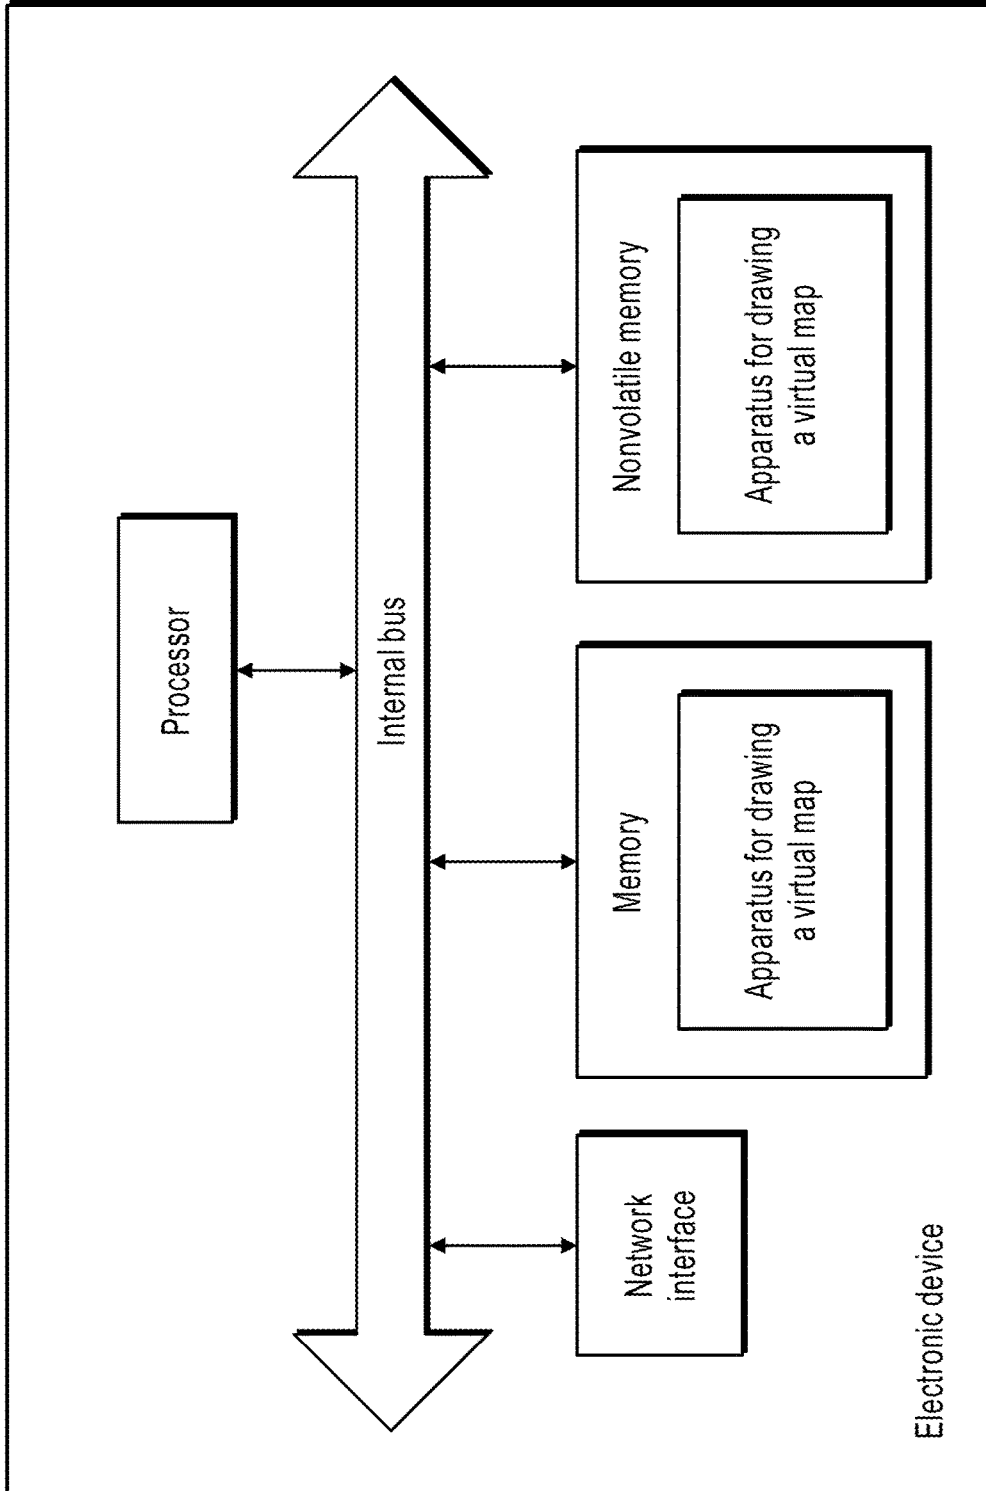 Processor
Internal bus
Network
interface
Memory
Apparatus for drawing
a virtual map
Nonvolatile memory
Apparatus for drawing
a virtual map
Electronic device